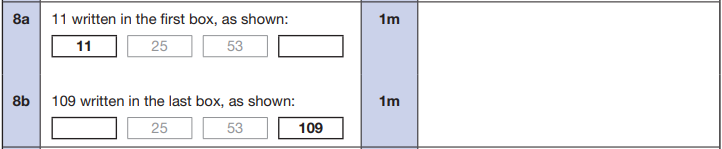 8a 11 written in the first box, as shown: 1m
11 25 53
8b 109 written in the last box, as shown: 1m
25 53 109